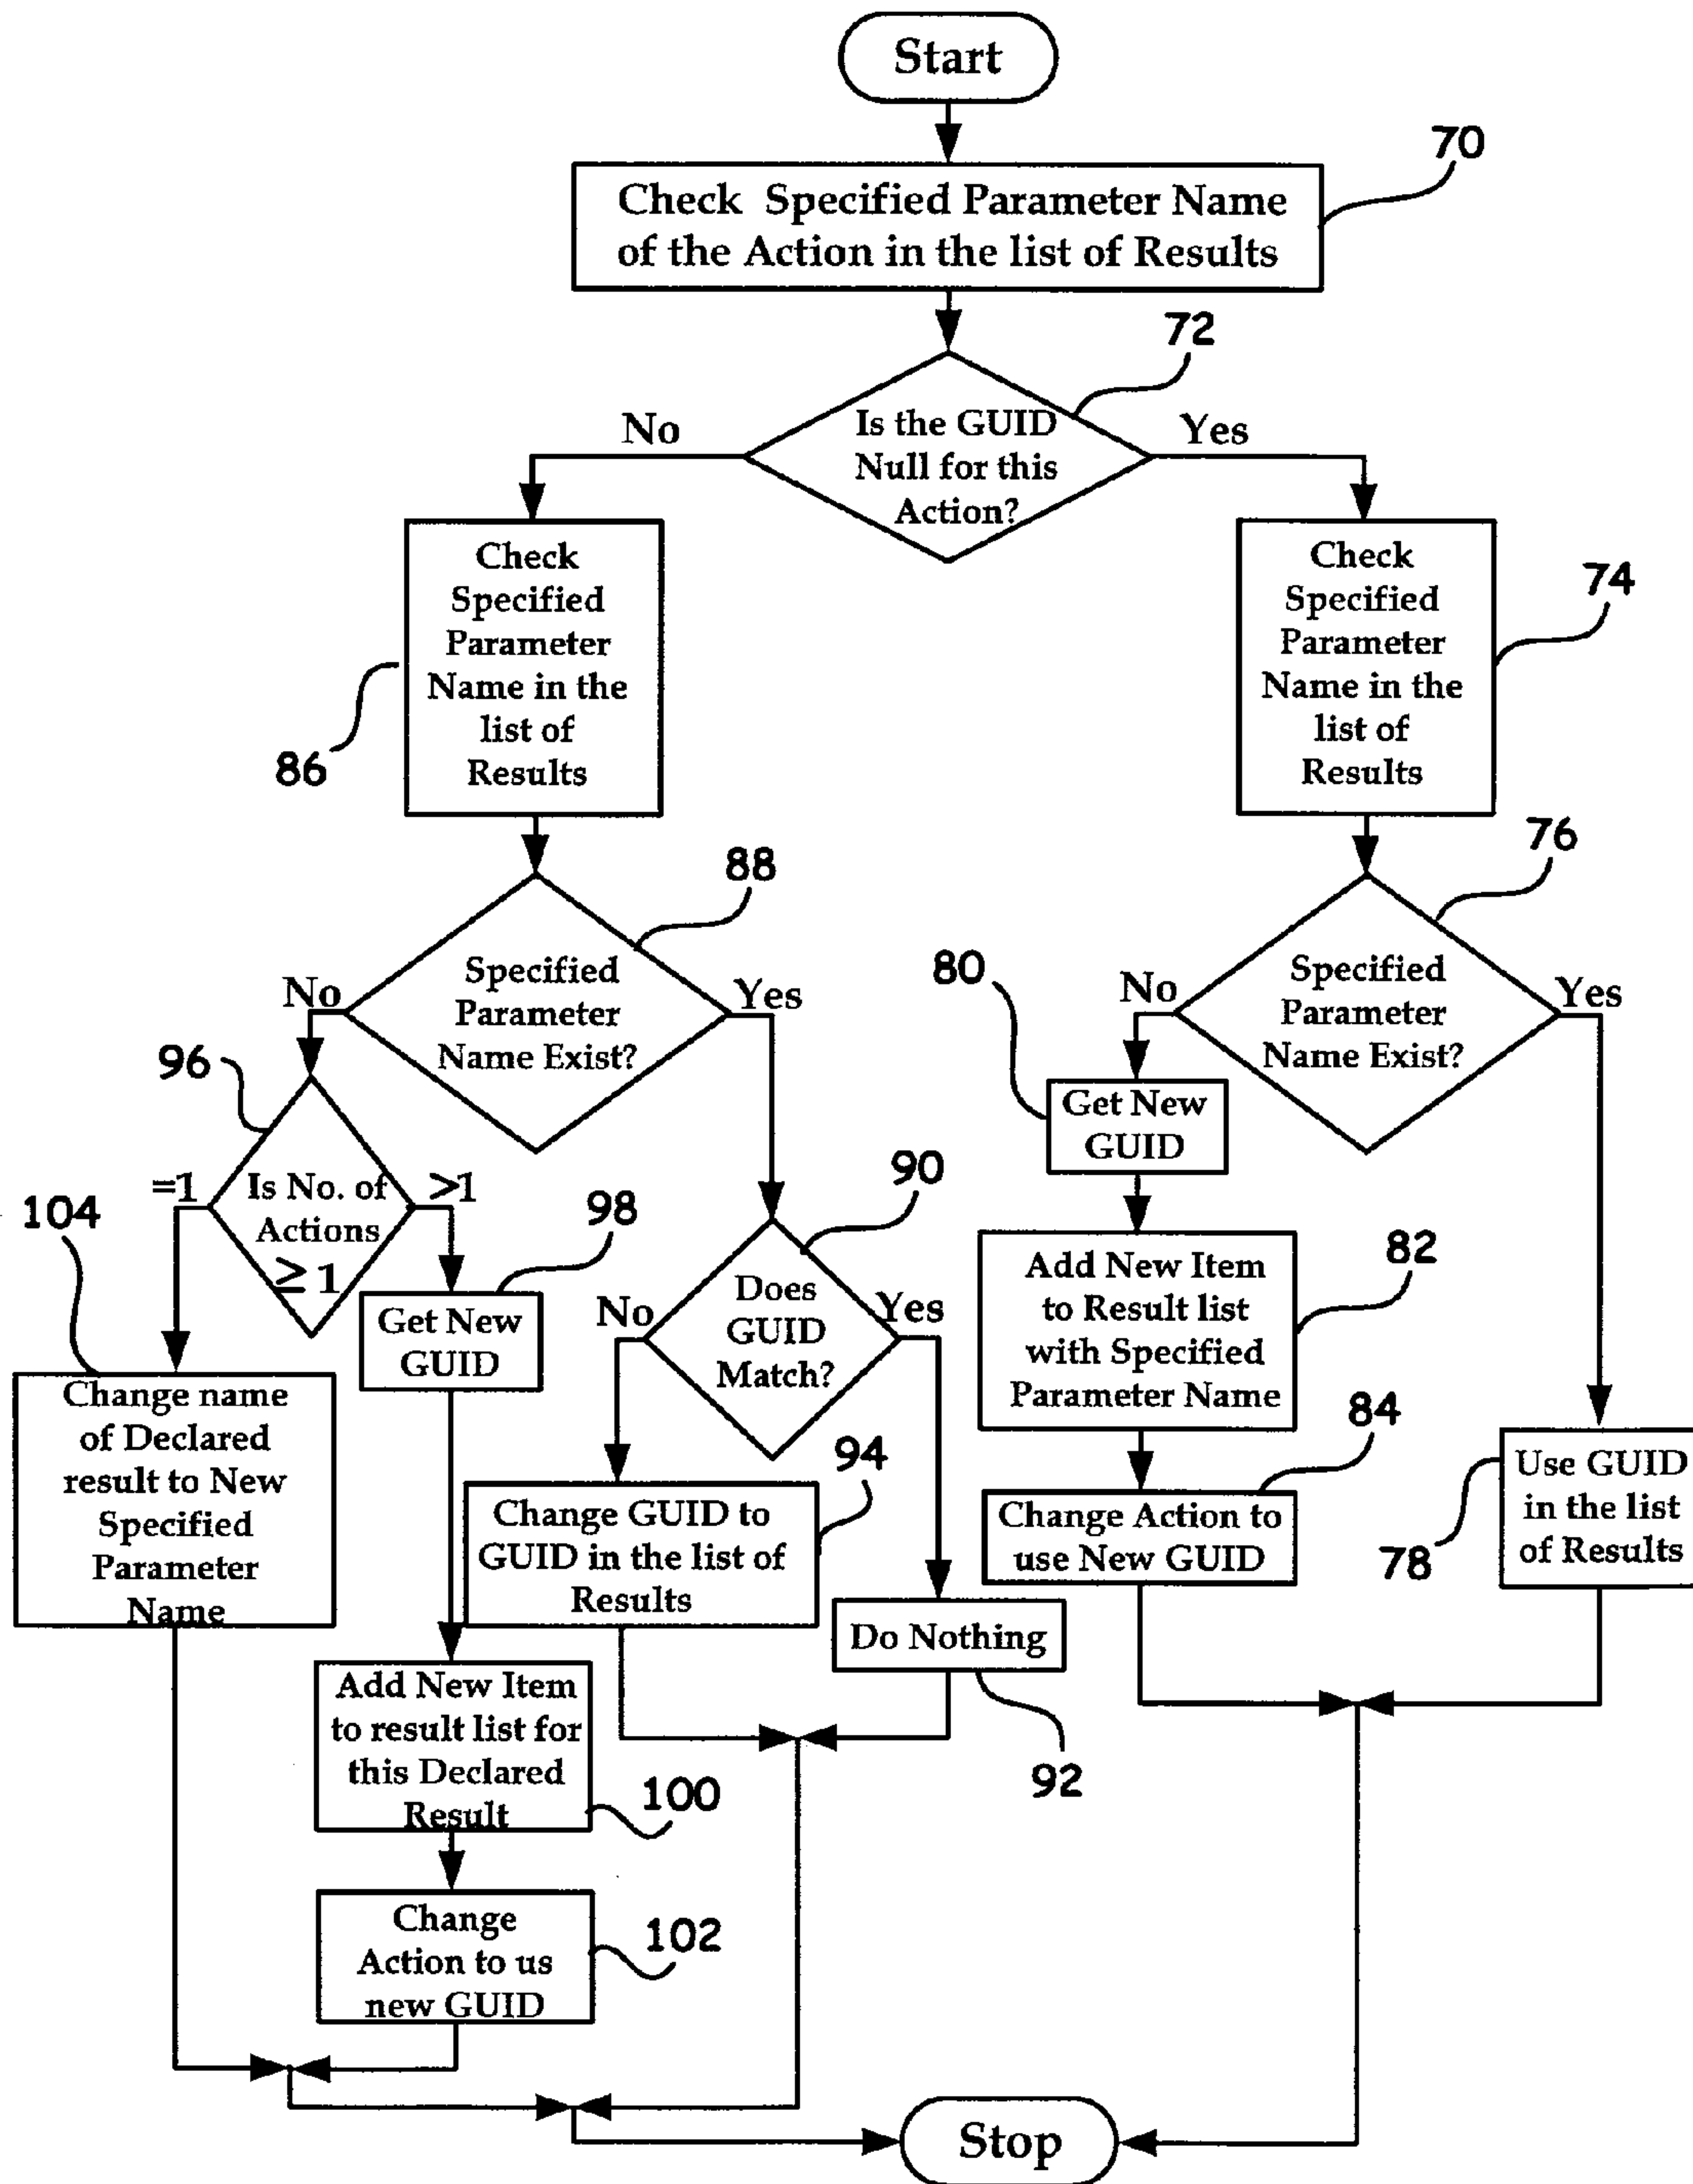 Start
70
Check Specified Parameter Name
of the Action in the list of Results
72
Is the GUID
Null for this
Action?
No
Yes
Check
Specified
Parameter
Name in the
list of
Results
86
Check
Specified
Parameter
Name in the
list of
Results
74
88
Specified
Parameter
Name Exist?
No
Yes
76
Specified
Parameter
Name Exist?
No
Yes
96
Is No. of
Actions
≥ 1
=1
>1
80
Get New
GUID
104
Change name
of Declared
result to New
Specified
Parameter
Name
98
Get New
GUID
90
Does
GUID
Match?
No
Yes
82
Add New Item
to Result list
with Specified
Parameter Name
84
Change Action to
use New GUID
78
Use GUID
in the list
of Results
94
Change GUID to
GUID in the list of
Results
Do Nothing
92
Add New Item
to result list for
this Declared
Result
100
Change
Action to us
new GUID
102
Stop